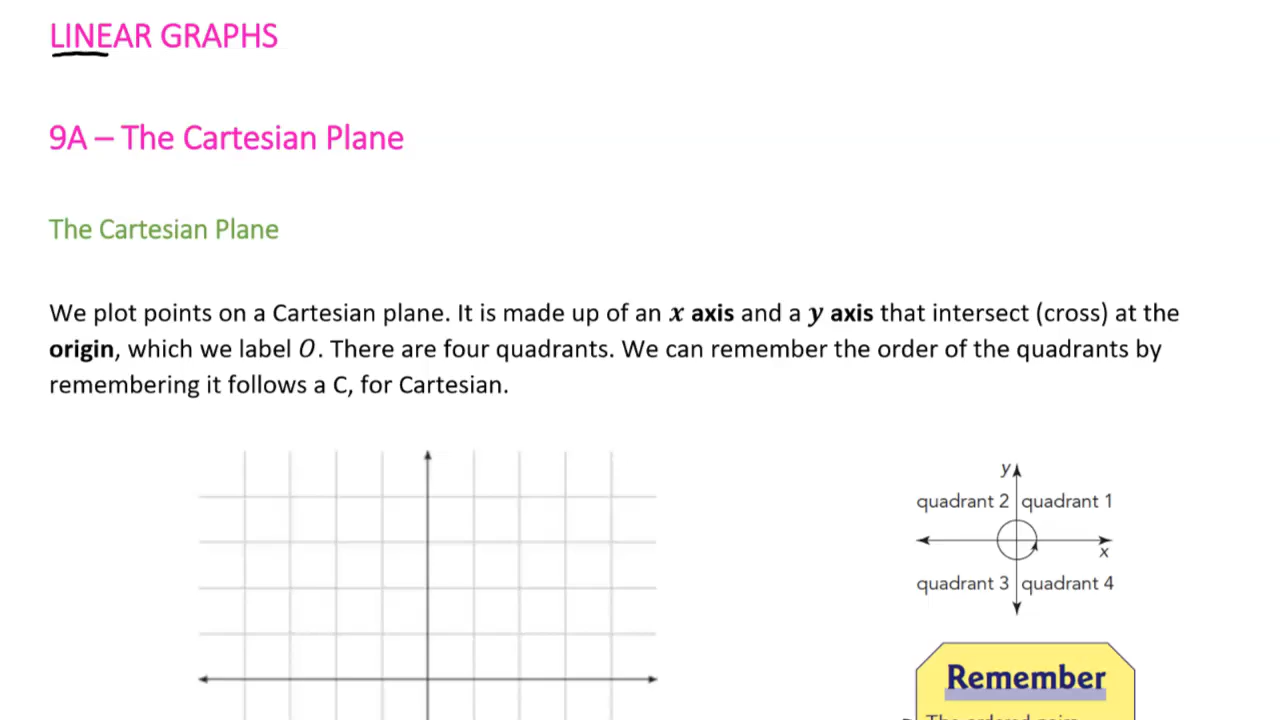 LINEAR GRAPHS
9A – The Cartesian Plane
The Cartesian Plane
We plot points on a Cartesian plane. It is made up of an x axis and a y axis that intersect (cross) at the
origin, which we label O. There are four quadrants. We can remember the order of the quadrants by
remembering it follows a C, for Cartesian.
y
quadrant 2 quadrant 1
x
quadrant 3 quadrant 4
Remember
The ordered pair